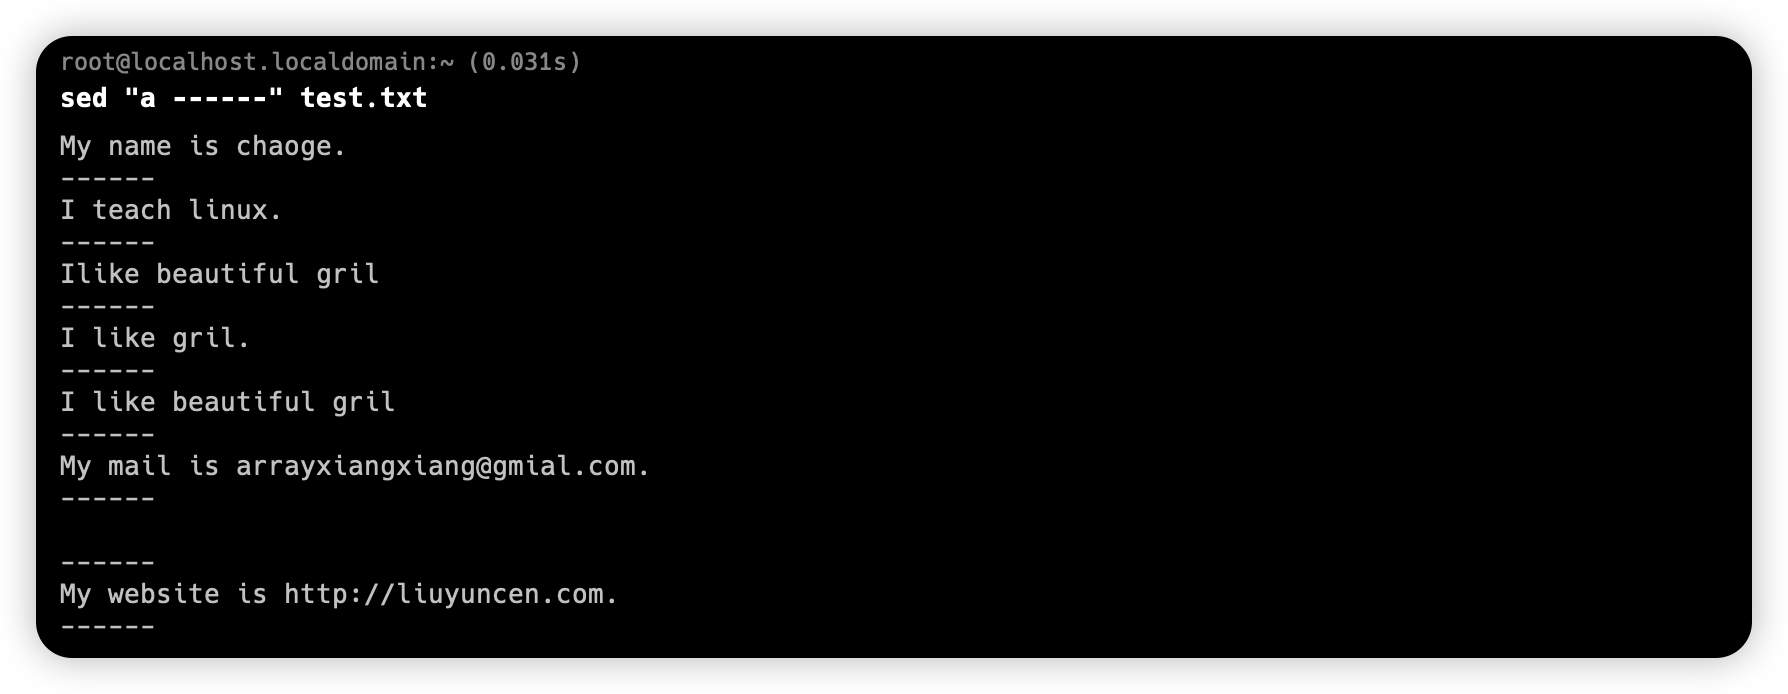 root@localhost.localdomain:~ (0.031s)
sed "a ------" test.txt
My name is chaoge.
------
I teach linux.
------
Ilike beautiful gril
------
I like gril.
------
I like beautiful gril
------
My mail is arrayxiangxiang@gmial.com.
------

------
My website is http://liuyuncen.com.
------